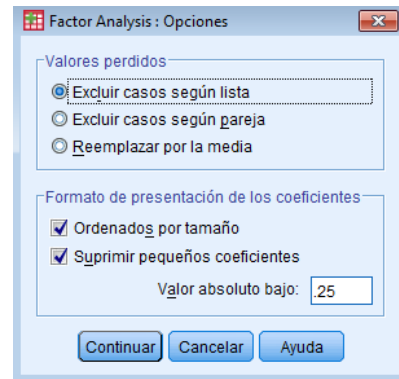 Factor Analysis : Opciones
Valores perdidos
Excluir casos según lista
Excluir casos según pareja
Reemplazar por la media
Formato de presentación de los coeficientes
Ordenados por tamaño
Suprimir pequeños coeficientes
Valor absoluto bajo: .25
Continuar Cancelar Ayuda